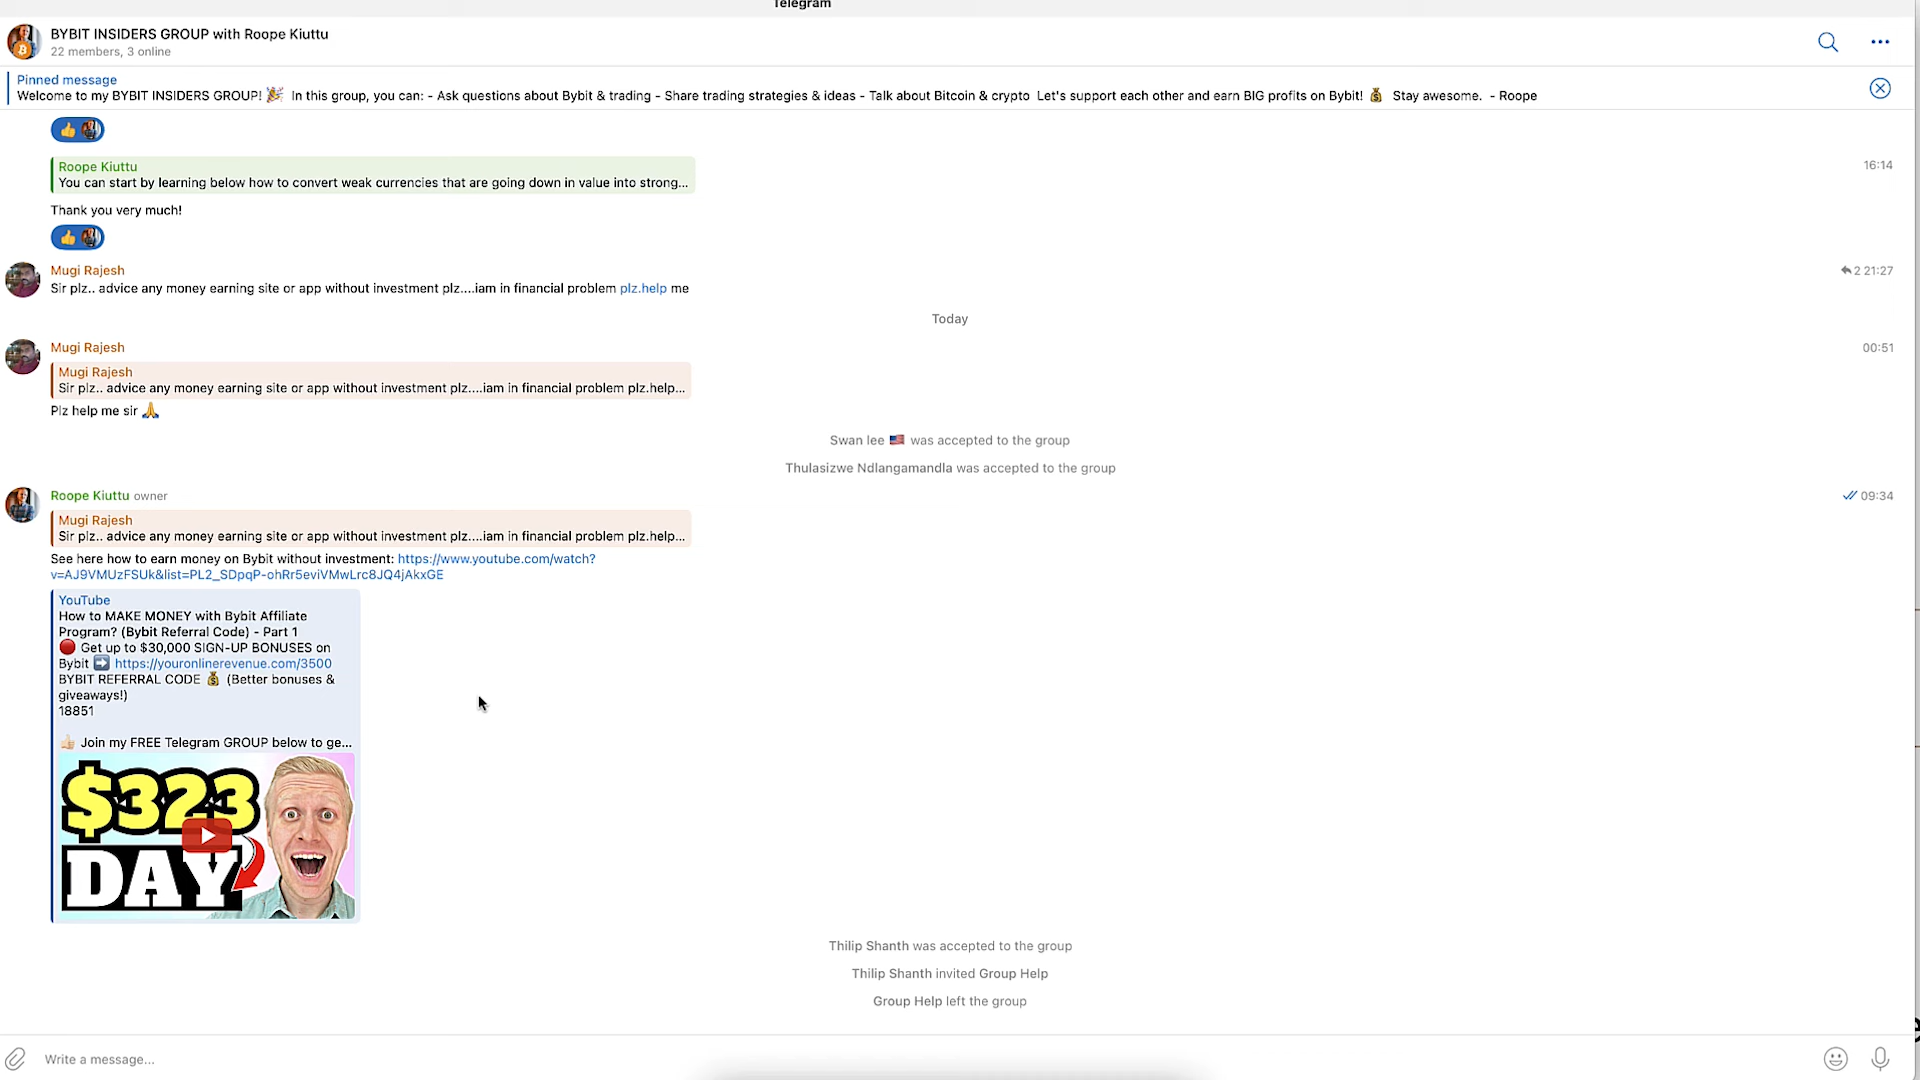 Telegram
BYBIT INSIDERS GROUP with Roope Kiuttu
22 members, 3 online
Pinned message
Welcome to my BYBIT INSIDERS GROUP! 🎉 In this group, you can: - Ask questions about Bybit & trading - Share trading strategies & ideas - Talk about Bitcoin & crypto Let's support each other and earn BIG profits on Bybit! 💰 Stay awesome. - Roope
Roope Kiuttu
16:14
You can start by learning below how to convert weak currencies that are going down in value into strong...
Thank you very much!
Mugi Rajesh
2 21:27
Sir plz.. advice any money earning site or app without investment plz....iam in financial problem plz.help me
Today
Mugi Rajesh
00:51
Mugi Rajesh
Sir plz.. advice any money earning site or app without investment plz....iam in financial problem plz.help...
Plz help me sir 🙏
Swan lee 🇺🇸 was accepted to the group
Thulasizwe Ndlangamandla was accepted to the group
Roope Kiuttu owner
09:34
Mugi Rajesh
Sir plz.. advice any money earning site or app without investment plz....iam in financial problem plz.help...
See here how to earn money on Bybit without investment: https://www.youtube.com/watch?
v=AJ9VMUzFSUk&list=PL2_SDpqP-ohRr5eviVMwLrc8JQ4jAkxGE
YouTube
How to MAKE MONEY with Bybit Affiliate
Program? (Bybit Referral Code) - Part 1
🔴 Get up to $30,000 SIGN-UP BONUSES on
Bybit ➡️ https://youronlinerevenue.com/3500
BYBIT REFERRAL CODE 💰 (Better bonuses &
giveaways!)
18851
👍🏻 Join my FREE Telegram GROUP below to ge...
$323
DAY
Thilip Shanth was accepted to the group
Thilip Shanth invited Group Help
Group Help left the group
Write a message...